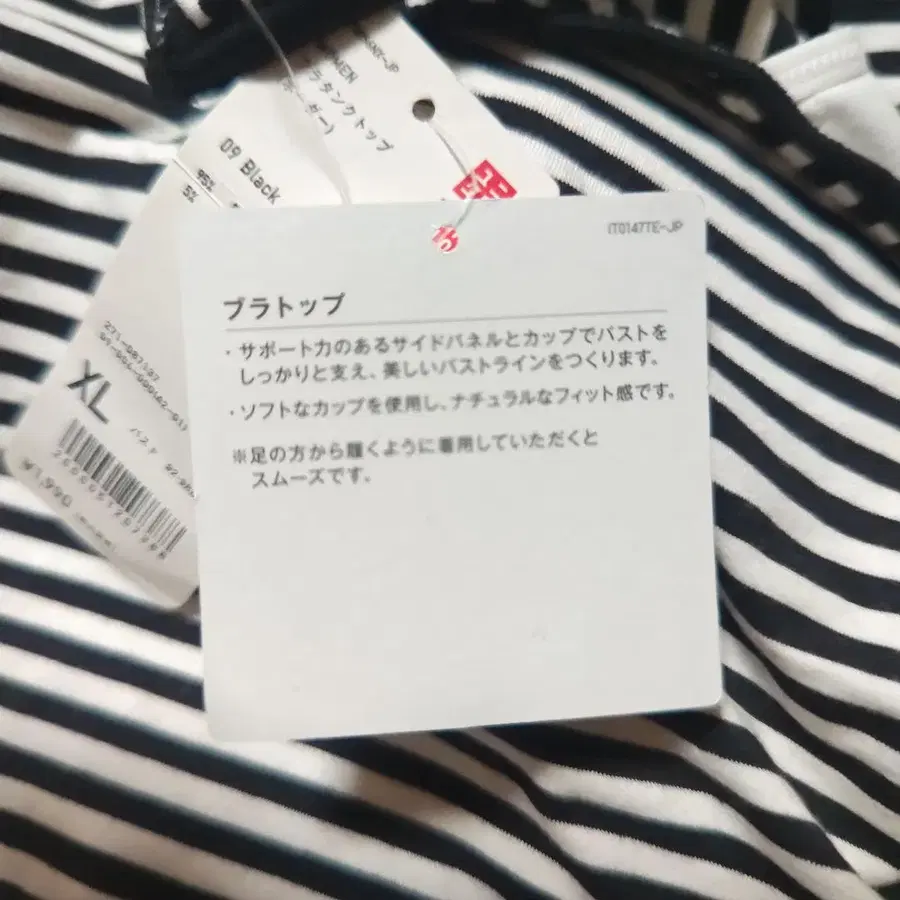 IT0147TE-JP
ブラトップ
・サポート力のあるサイドパネルとカップでバストを
しっかりと支え、美しいバストラインをつくります。
・ソフトなカップを使用し、ナチュラルなフィット感です。
※足の方から履くように着用していただくと
スムーズです。
ラタンクトップ
09 Black
95%
5%
XL
バスト